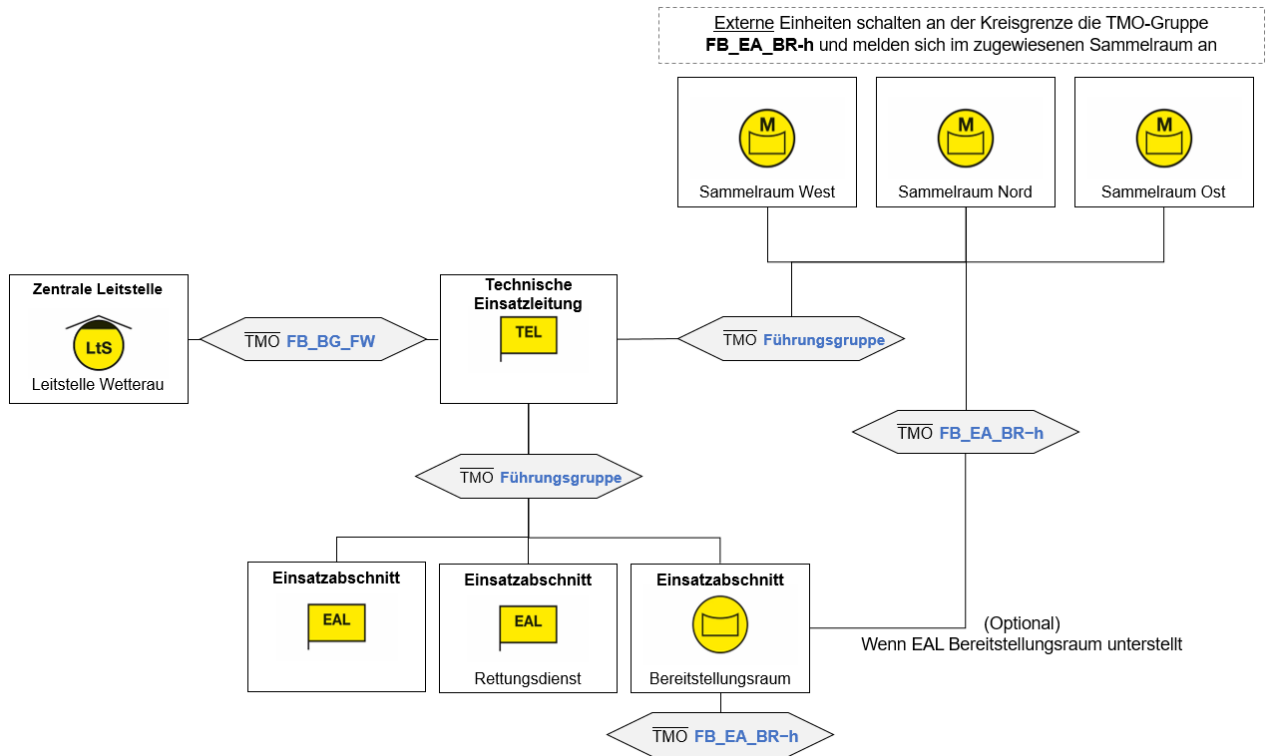 Externe Einheiten schalten an der Kreisgrenze die TMO-Gruppe
FB_EA_BR-h und melden sich im zugewiesenen Sammelraum an
M
Sammelraum West
M
Sammelraum Nord
M
Sammelraum Ost
Zentrale Leitstelle
LtS
Leitstelle Wetterau
TMO FB_BG_FW
Technische
Einsatzleitung
TEL
TMO Führungsgruppe
TMO FB_EA_BR−h
TMO Führungsgruppe
Einsatzabschnitt
EAL
Einsatzabschnitt
EAL
Rettungsdienst
Einsatzabschnitt
Bereitstellungsraum
(Optional)
Wenn EAL Bereitstellungsraum unterstellt
TMO FB_EA_BR−h